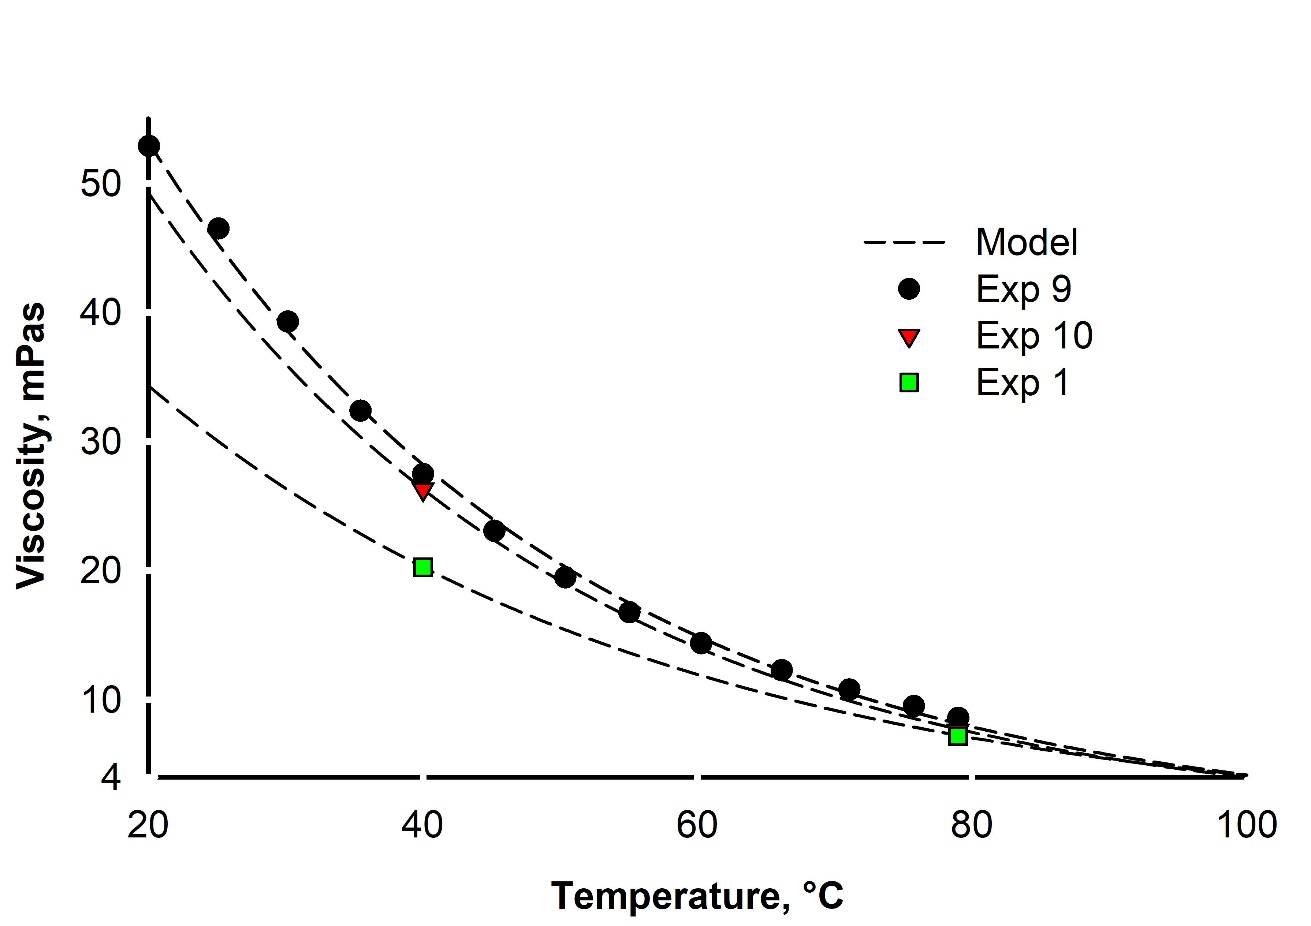 50
40
30
20
10
4
Viscosity, mPas
Model
Exp 9
Exp 10
Exp 1
20 40 60 80 100
Temperature, °C